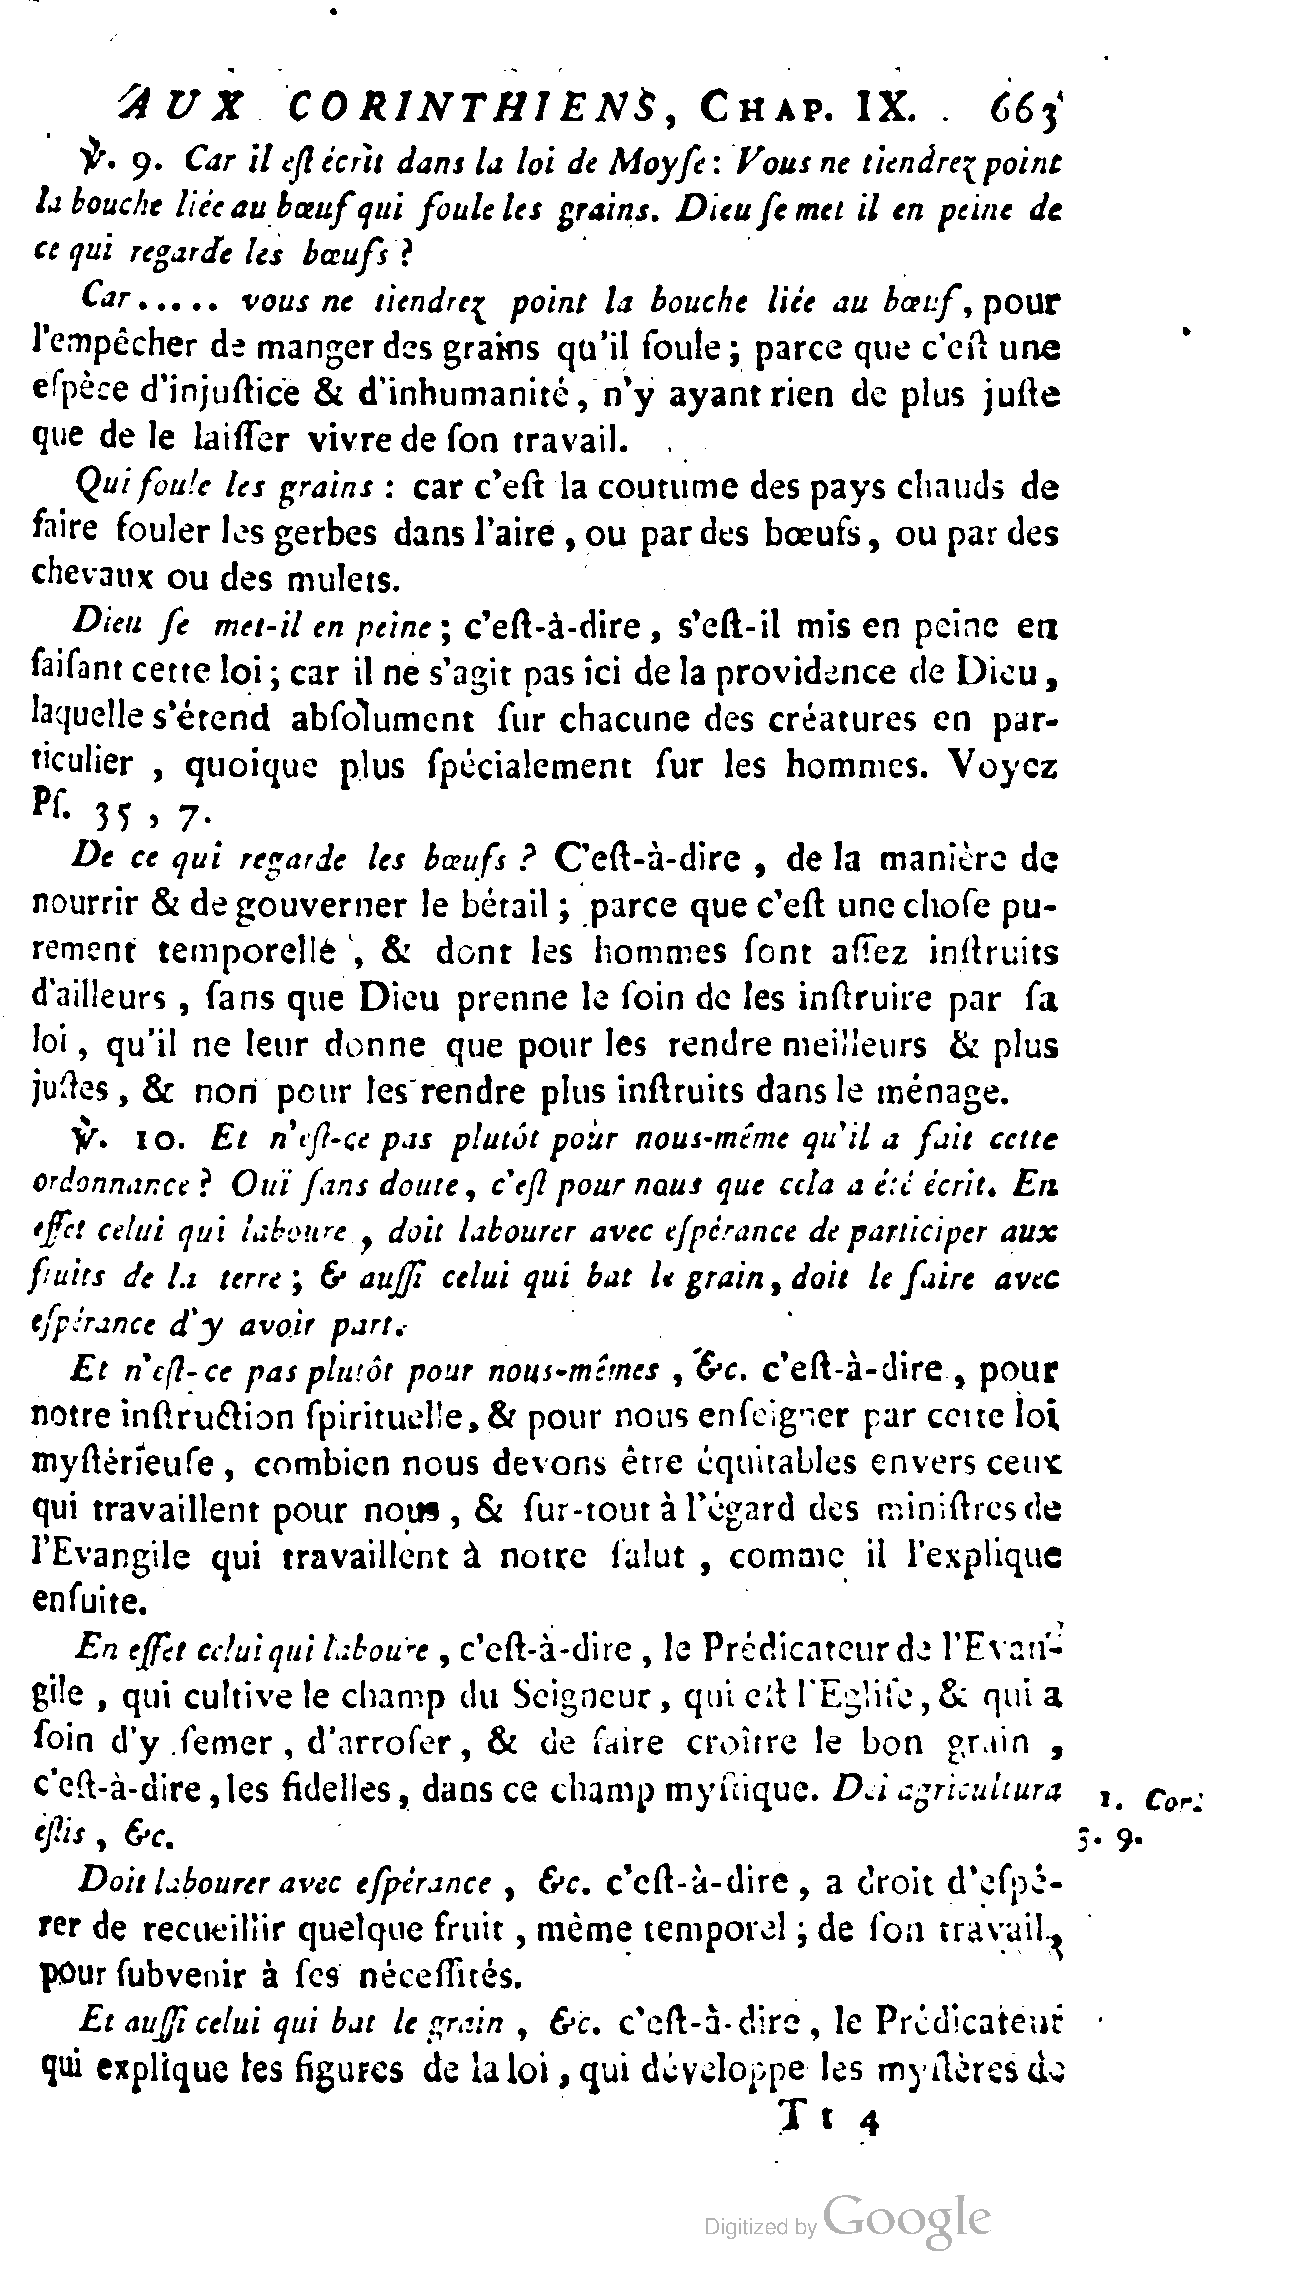 AUX CORINTHIENS, CHAP. IX. 663
℣. 9. Car il eſt écrit dans la loi de Moyſe : Vous ne tiendrez point
la bouche liée au bœuf qui foule les grains. Dieu ſe met il en peine de
ce qui regarde les bœufs ?
Car..... vous ne tiendrez point la bouche liée au bœuf, pour
l'empêcher de manger des grains qu'il foule ; parce que c'eſt une
eſpèce d'injuſtice & d'inhumanité, n'y ayant rien de plus juſte
que de le laiſſer vivre de ſon travail.
Qui foule les grains : car c'eſt la coutume des pays chauds de
faire fouler les gerbes dans l'aire, ou par des bœufs, ou par des
chevaux ou des mulets.
Dieu ſe met-il en peine ; c'eſt-à-dire, s'eſt-il mis en peine en
faiſant cette loi ; car il ne s'agit pas ici de la providence de Dieu,
laquelle s'étend abſolument ſur chacune des créatures en par-
ticulier, quoique plus ſpécialement ſur les hommes. Voyez
Pſ. 35, 7.
De ce qui regarde les bœufs ? C'eſt-à-dire, de la manière de
nourrir & de gouverner le bétail ; parce que c'eſt une choſe pu-
rement temporelle, & dont les hommes ſont aſſez inſtruits
d'ailleurs, ſans que Dieu prenne le ſoin de les inſtruire par ſa
loi, qu'il ne leur donne que pour les rendre meilleurs & plus
juſtes, & non pour les rendre plus inſtruits dans le ménage.
℣. 10. Et n'eſt-ce pas plutôt pour nous-même qu'il a fait cette
ordonnance ? Ouï ſans doute, c'eſt pour nous que cela a été écrit. En
effet celui qui laboure, doit labourer avec eſpérance de participer aux
fruits de la terre ; & auſſi celui qui bat le grain, doit le faire avec
eſpérance d'y avoir part.
Et n'eſt-ce pas plutôt pour nous-mêmes, &c. c'eſt-à-dire, pour
notre inſtruction ſpirituelle, & pour nous enſeigner par cette loi
myſtérieuſe, combien nous devons être équitables envers ceux
qui travaillent pour nous, & ſur-tout à l'égard des miniſtres de
l'Evangile qui travaillent à notre ſalut, comme il l'explique
enſuite.
En effet celui qui laboure, c'eſt-à-dire, le Prédicateur de l'Evan-
gile, qui cultive le champ du Seigneur, qui eſt l'Egliſe, & qui a
ſoin d'y ſemer, d'arroſer, & de faire croître le bon grain,
c'eſt-à-dire, les fidelles, dans ce champ myſtique. Dei agricultura
eſtis, &c.
1. Cor.
3. 9.
Doit labourer avec eſpérance, &c. c'eſt-à-dire, a droit d'eſpé-
rer de recueillir quelque fruit, même temporel ; de ſon travail,
pour ſubvenir à ſes néceſſités.
Et auſſi celui qui bat le grain, &c. c'eſt-à-dire, le Prédicateur
qui explique les figures de la loi, qui développe les myſtères de
T t 4
Digitized by Google